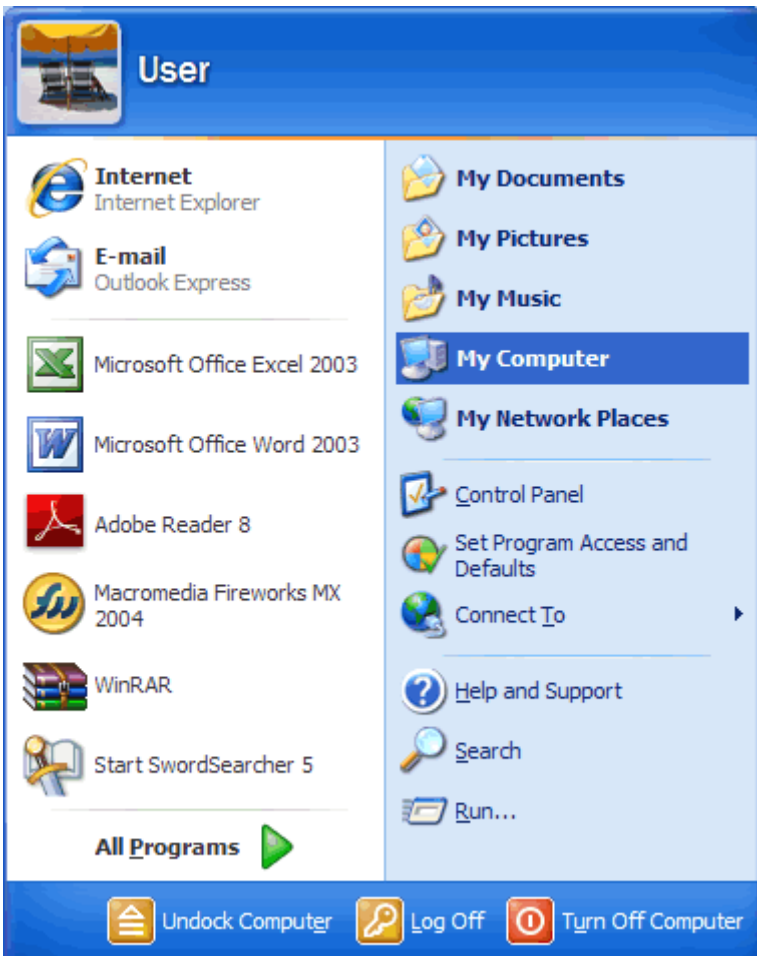 User
Internet
Internet Explorer
E-mail
Outlook Express
Microsoft Office Excel 2003
Microsoft Office Word 2003
Adobe Reader 8
Macromedia Fireworks MX
2004
WinRAR
Start SwordSearcher 5
All Programs
My Documents
My Pictures
My Music
My Computer
My Network Places
Control Panel
Set Program Access and
Defaults
Connect To
Help and Support
Search
Run...
Undock Computer
Log Off
Turn Off Computer